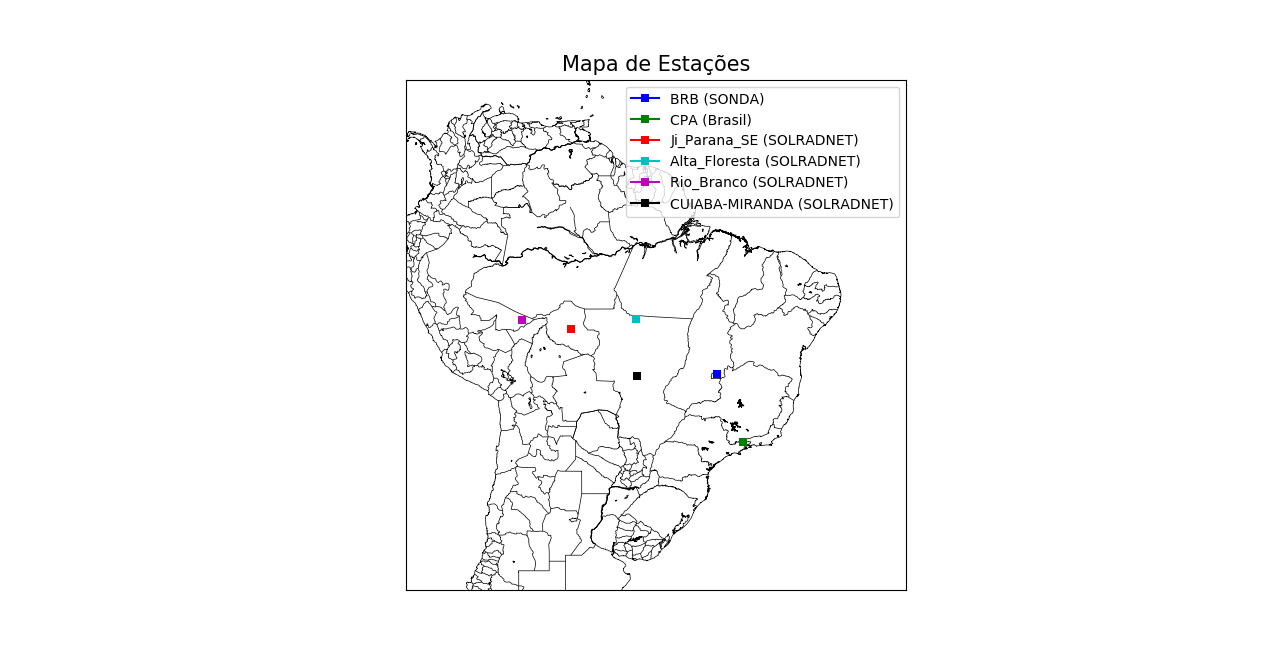 Mapa de Estações
BRB (SONDA)
CPA (Brasil)
Ji_Parana_SE (SOLRADNET)
Alta_Floresta (SOLRADNET)
Rio_Branco (SOLRADNET)
CUIABA-MIRANDA (SOLRADNET)